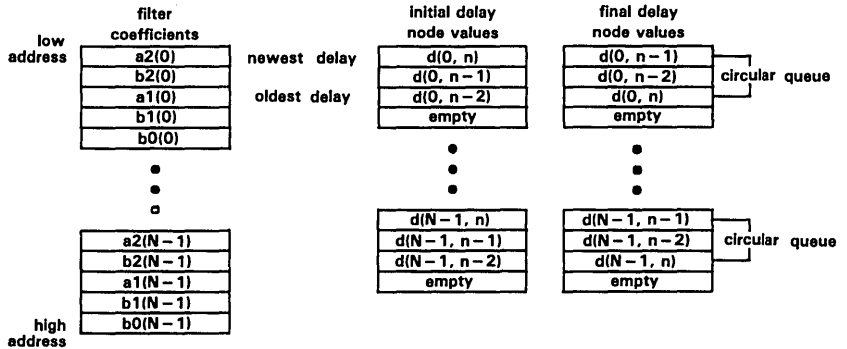 filter
coefficients
initial delay
node values
final delay
node values
low
address
a2(0)
b2(0)
a1(0)
b1(0)
b0(0)
newest delay
oldest delay
d(0, n)
d(0, n−1)
d(0, n−2)
empty
d(0, n−1)
d(0, n−2)
d(0, n)
empty
circular queue
a2(N−1)
b2(N−1)
a1(N−1)
b1(N−1)
b0(N−1)
high
address
d(N−1, n)
d(N−1, n−1)
d(N−1, n−2)
empty
d(N−1, n−1)
d(N−1, n−2)
d(N−1, n)
empty
circular queue